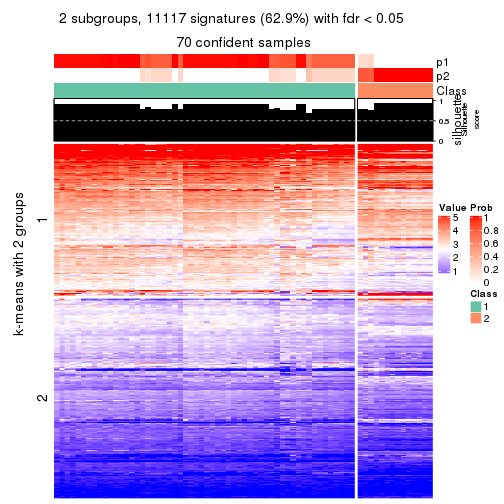 2 subgroups, 11117 signatures (62.9%) with fdr < 0.05
70 confident samples
p1
p2
Class
silhouette
Silhouette
score
1
0.5
0
k-means with 2 groups
1
2
Value
5
4
3
2
1
Prob
1
0.8
0.6
0.4
0.2
0
Class
1
2